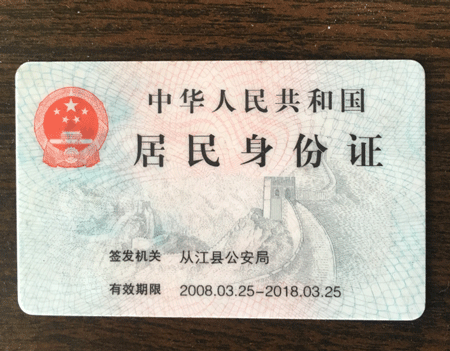 中华人民共和国
居民身份证
签发机关 从江县公安局
有效期限 2008.03.25-2018.03.25